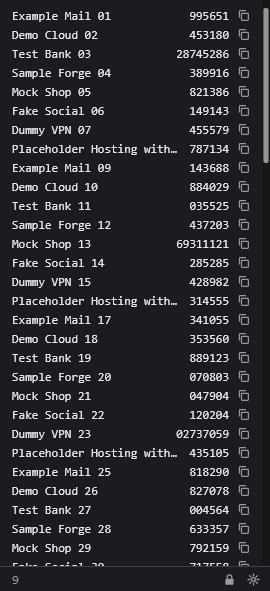 Example Mail 01 995651
Demo Cloud 02 453180
Test Bank 03 28745286
Sample Forge 04 389916
Mock Shop 05 821386
Fake Social 06 149143
Dummy VPN 07 455579
Placeholder Hosting with… 787134
Example Mail 09 143688
Demo Cloud 10 884029
Test Bank 11 035525
Sample Forge 12 437203
Mock Shop 13 69311121
Fake Social 14 285285
Dummy VPN 15 428982
Placeholder Hosting with… 314555
Example Mail 17 341055
Demo Cloud 18 353560
Test Bank 19 889123
Sample Forge 20 070803
Mock Shop 21 047904
Fake Social 22 120204
Dummy VPN 23 02737059
Placeholder Hosting with… 435105
Example Mail 25 818290
Demo Cloud 26 827078
Test Bank 27 004564
Sample Forge 28 633357
Mock Shop 29 792159
Fake Social 30
9